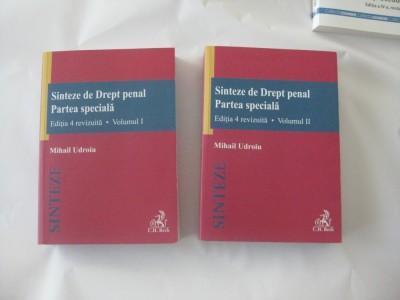 Sinteze de Drept penal
Partea specială
Ediția 4 revizuită • Volumul I
Mihail Udroiu
SINTEZE
C.H. Beck
Sinteze de Drept penal
Partea specială
Ediția 4 revizuită • Volumul II
Mihail Udroiu
SINTEZE
C.H. Beck